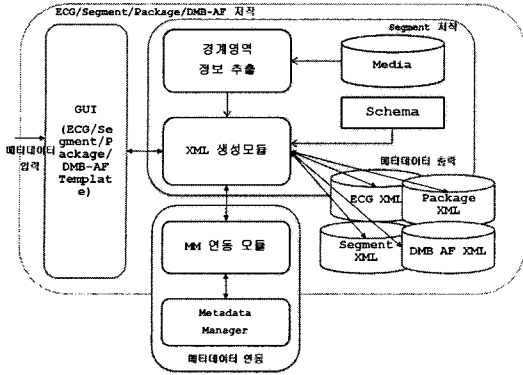 ECG/Segment/Package/DMB-AF 저작
Segment 저작
경계영역
정보 추출
Media
GUI
(ECG/Se
gment/P
ackage/
DMB-AF
Templat
e)
메타데이터
입력
Schema
XML 생성모듈
메타데이터 출력
ECG XML
Package
XML
Segment
XML
DMB AF XML
MM 연동 모듈
Metadata
Manager
메타데이터 연동